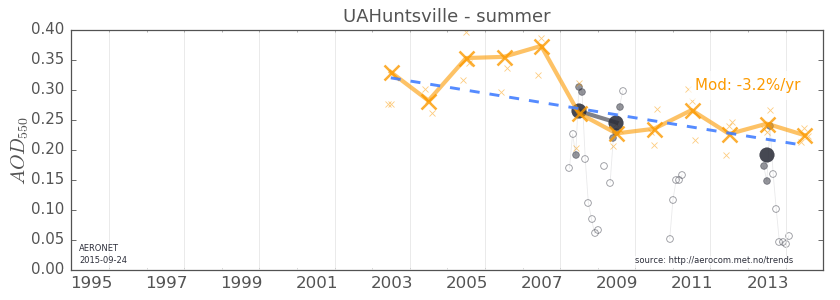 UAHuntsville - summer
0.40
0.35
0.30
0.25
0.20
0.15
0.10
0.05
0.00
AOD550
Mod: -3.2%/yr
AERONET
2015-09-24
source: http://aerocom.met.no/trends
1995 1997 1999 2001 2003 2005 2007 2009 2011 2013